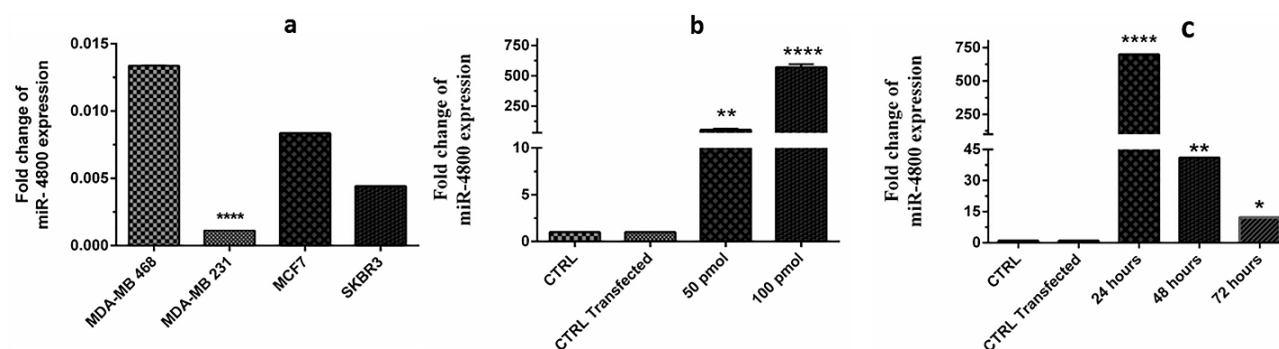 a
Fold change of
miR- 4800 expression
0.015
0.010
0.005
0.000
****
MDA-MB 468
MDA-MB 231
MCF7
SKBR3
b
Fold change of
miR-4800 expression
750
500
250
10
5
0
**
****
CTRL
CTRL Transfected
50 pmol
100 pmol
c
Fold change of
miR-4800 expression
750
500
250
45
30
15
0
****
**
*
CTRL
CTRL Transfected
24 hours
48 hours
72 hours